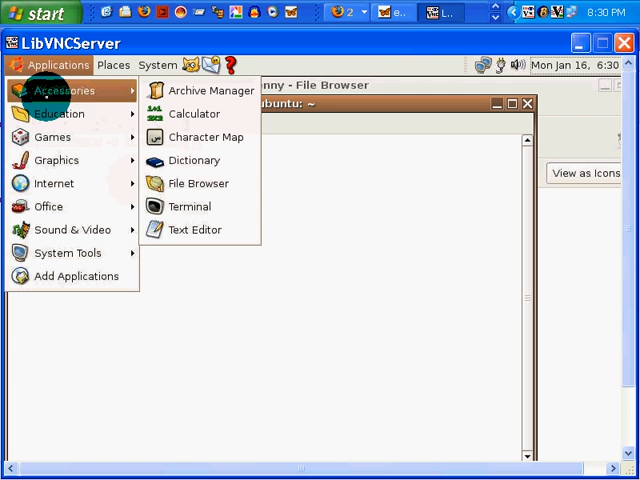 start
2
e..
L..
8:30 PM
LibVNCServer
Applications Places System
Mon Jan 16, 6:30
nny - File Browser
ubuntu: ~
Accessories
Education
Games
Graphics
Internet
Office
Sound & Video
System Tools
Add Applications
Archive Manager
Calculator
Character Map
Dictionary
File Browser
Terminal
Text Editor
View as Icons